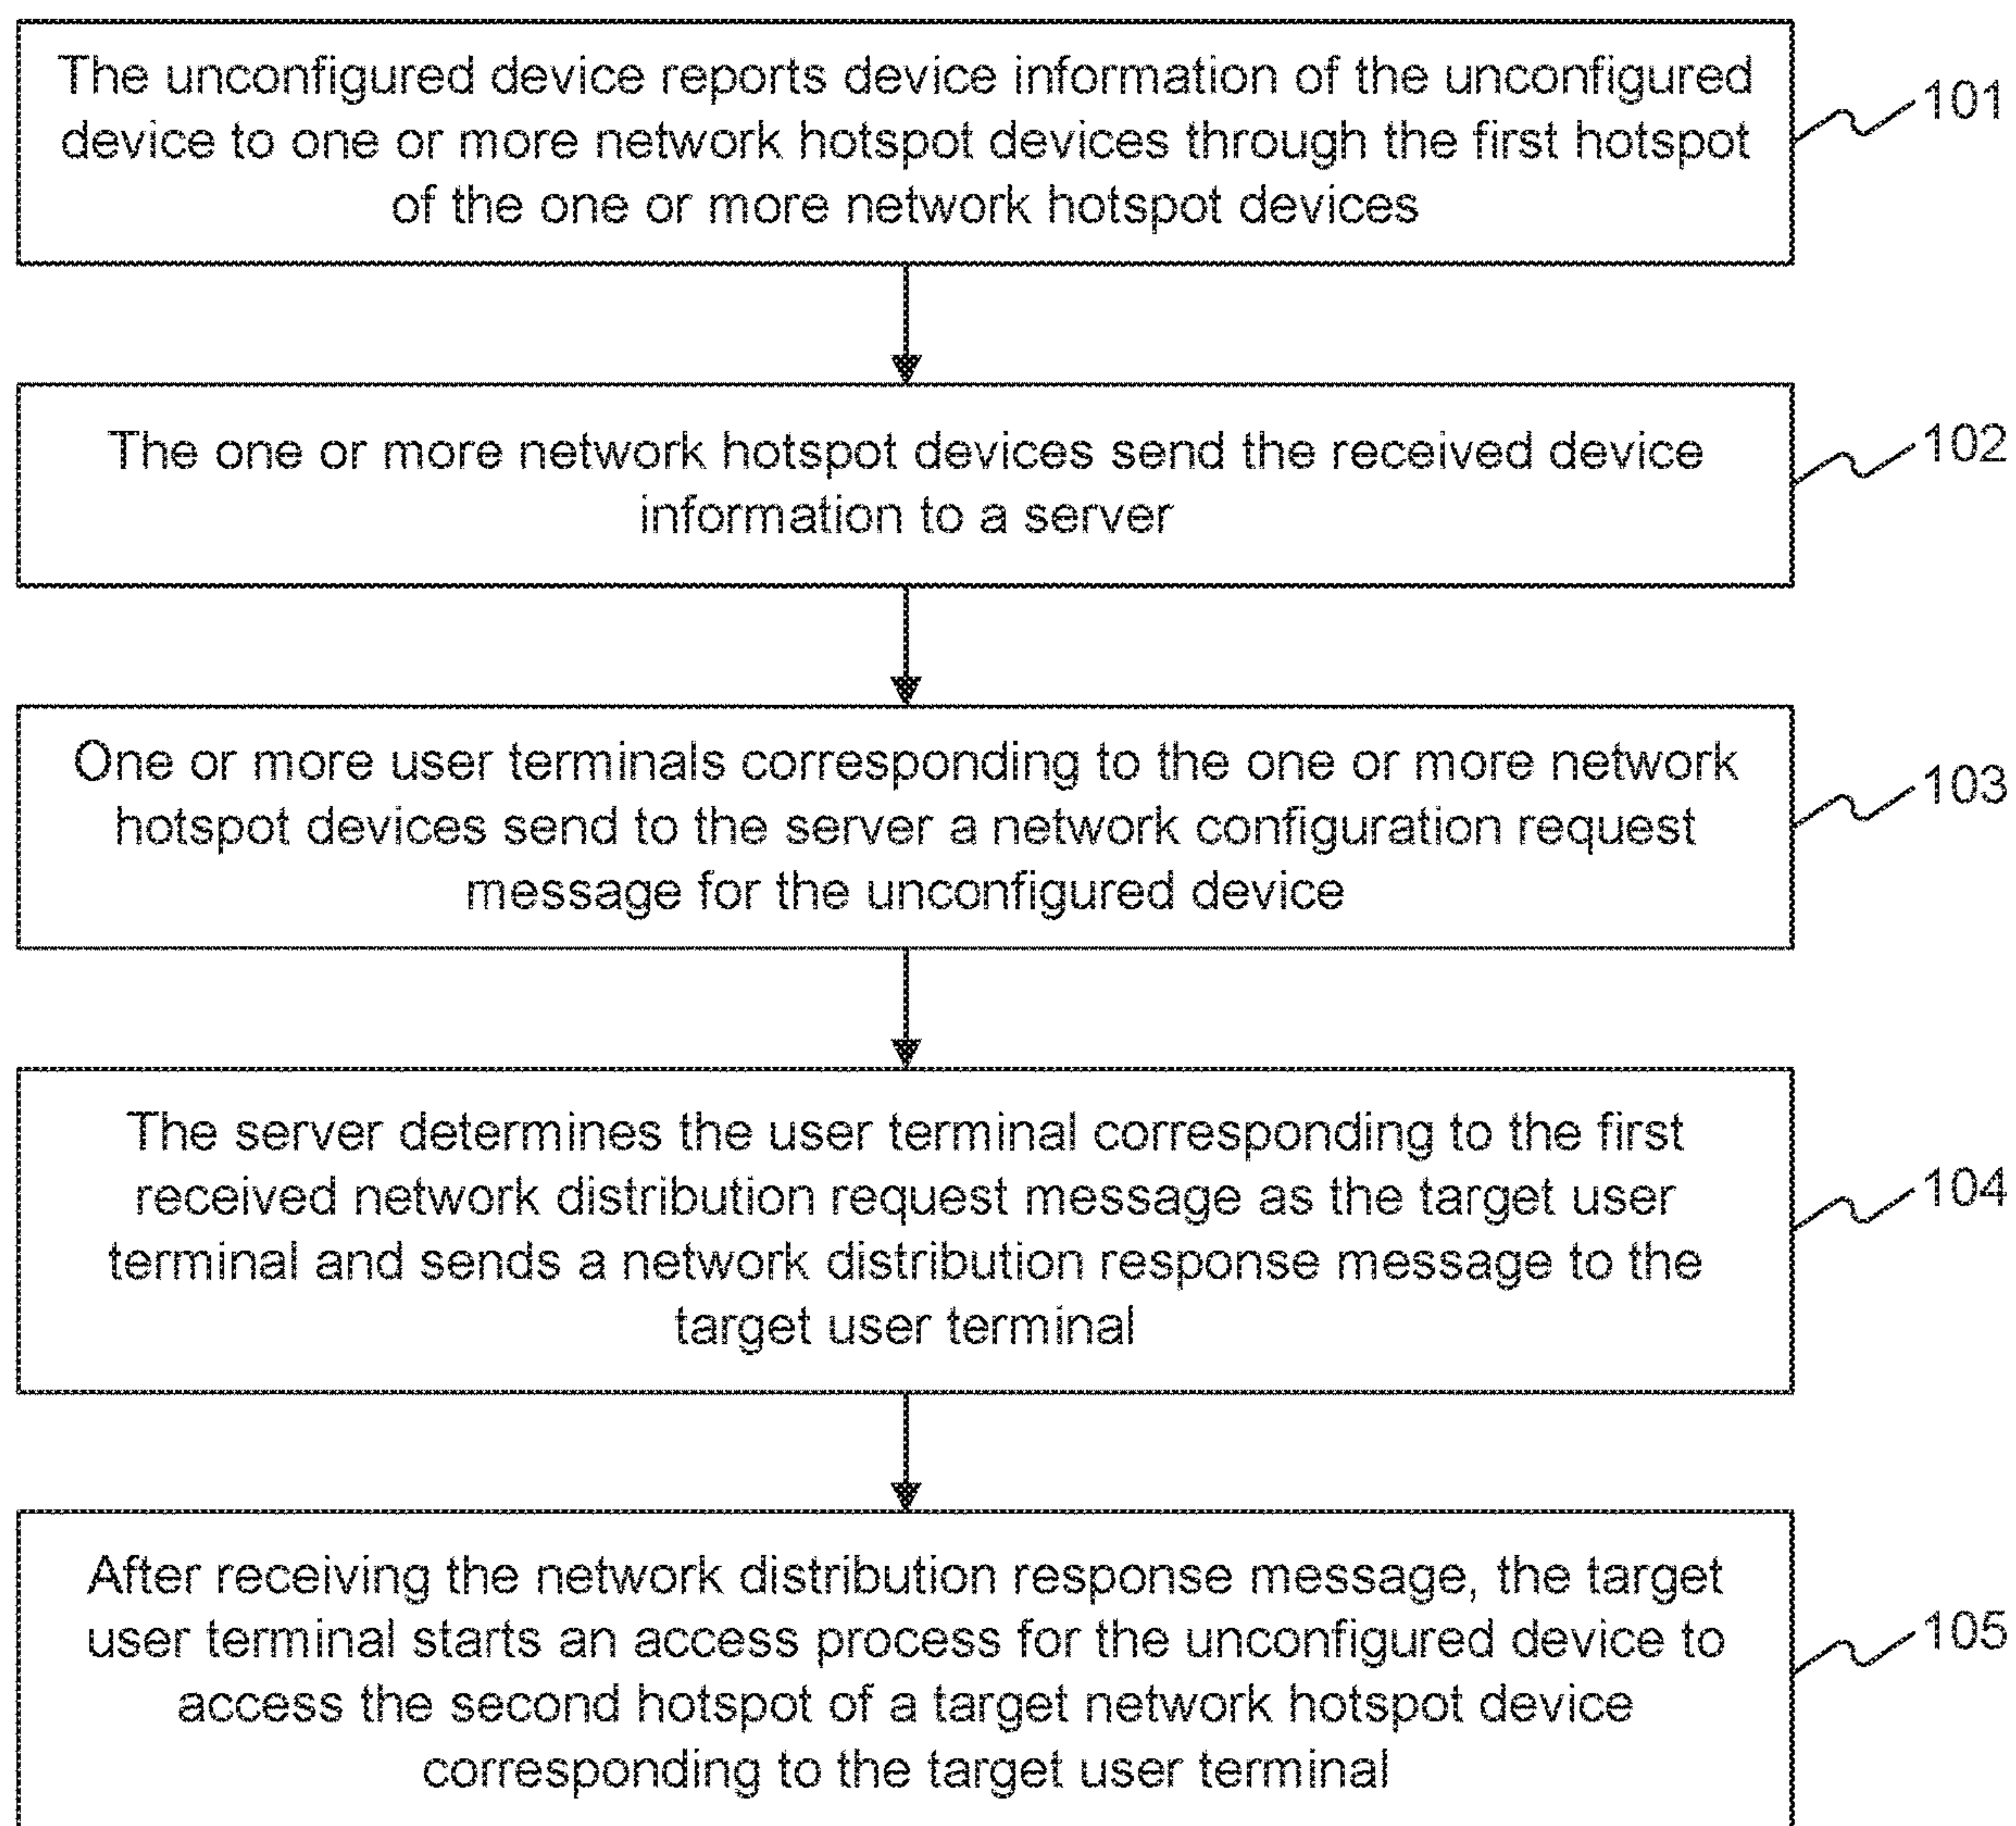 The unconfigured device reports device information of the unconfigured
device to one or more network hotspot devices through the first hotspot
of the one or more network hotspot devices
101
The one or more network hotspot devices send the received device
information to a server
102
One or more user terminals corresponding to the one or more network
hotspot devices send to the server a network configuration request
message for the unconfigured device
103
The server determines the user terminal corresponding to the first
received network distribution request message as the target user
terminal and sends a network distribution response message to the
target user terminal
104
After receiving the network distribution response message, the target
user terminal starts an access process for the unconfigured device to
access the second hotspot of a target network hotspot device
corresponding to the target user terminal
105